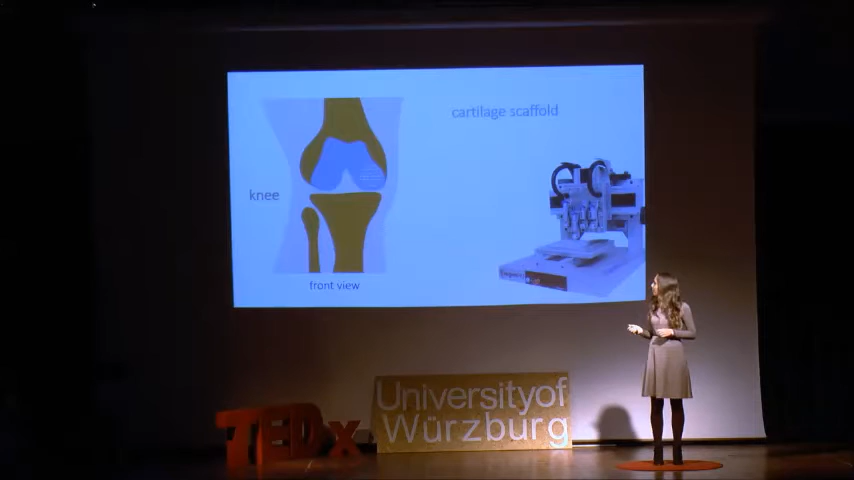 cartilage scaffold
knee
front view
TEDx
Universityof
Würzburg